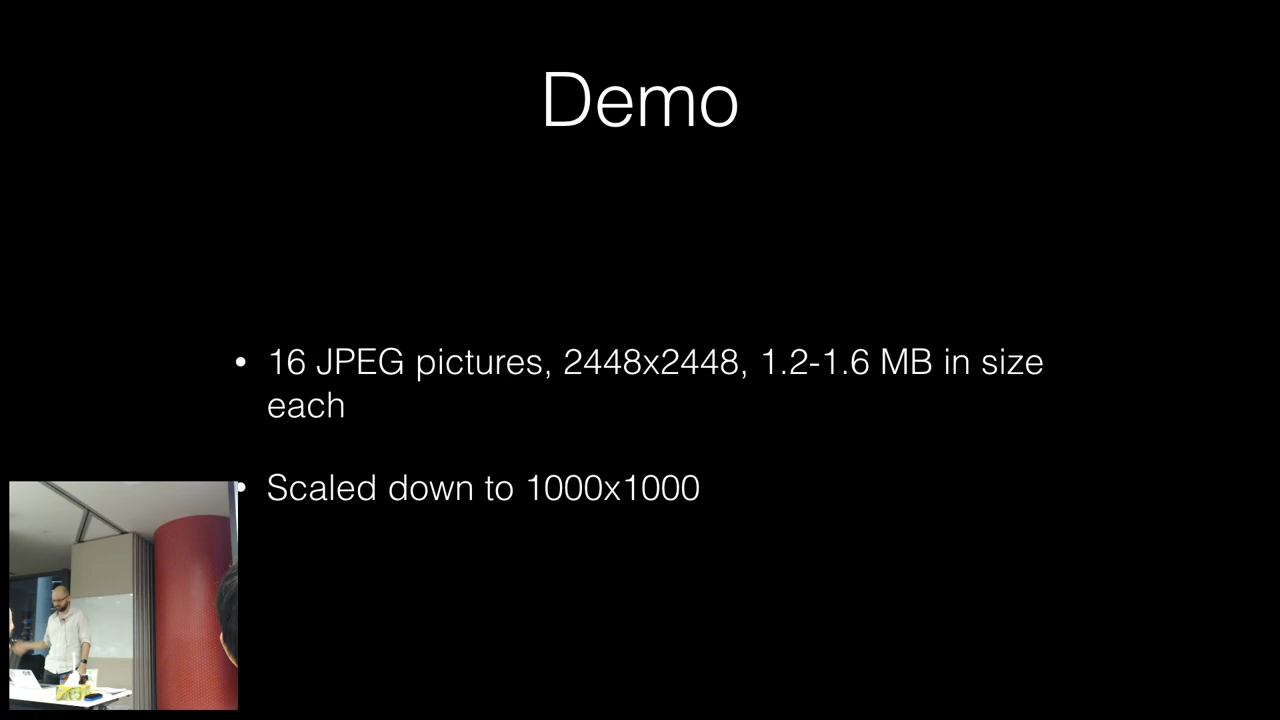 Demo
• 16 JPEG pictures, 2448x2448, 1.2-1.6 MB in size
each
• Scaled down to 1000x1000